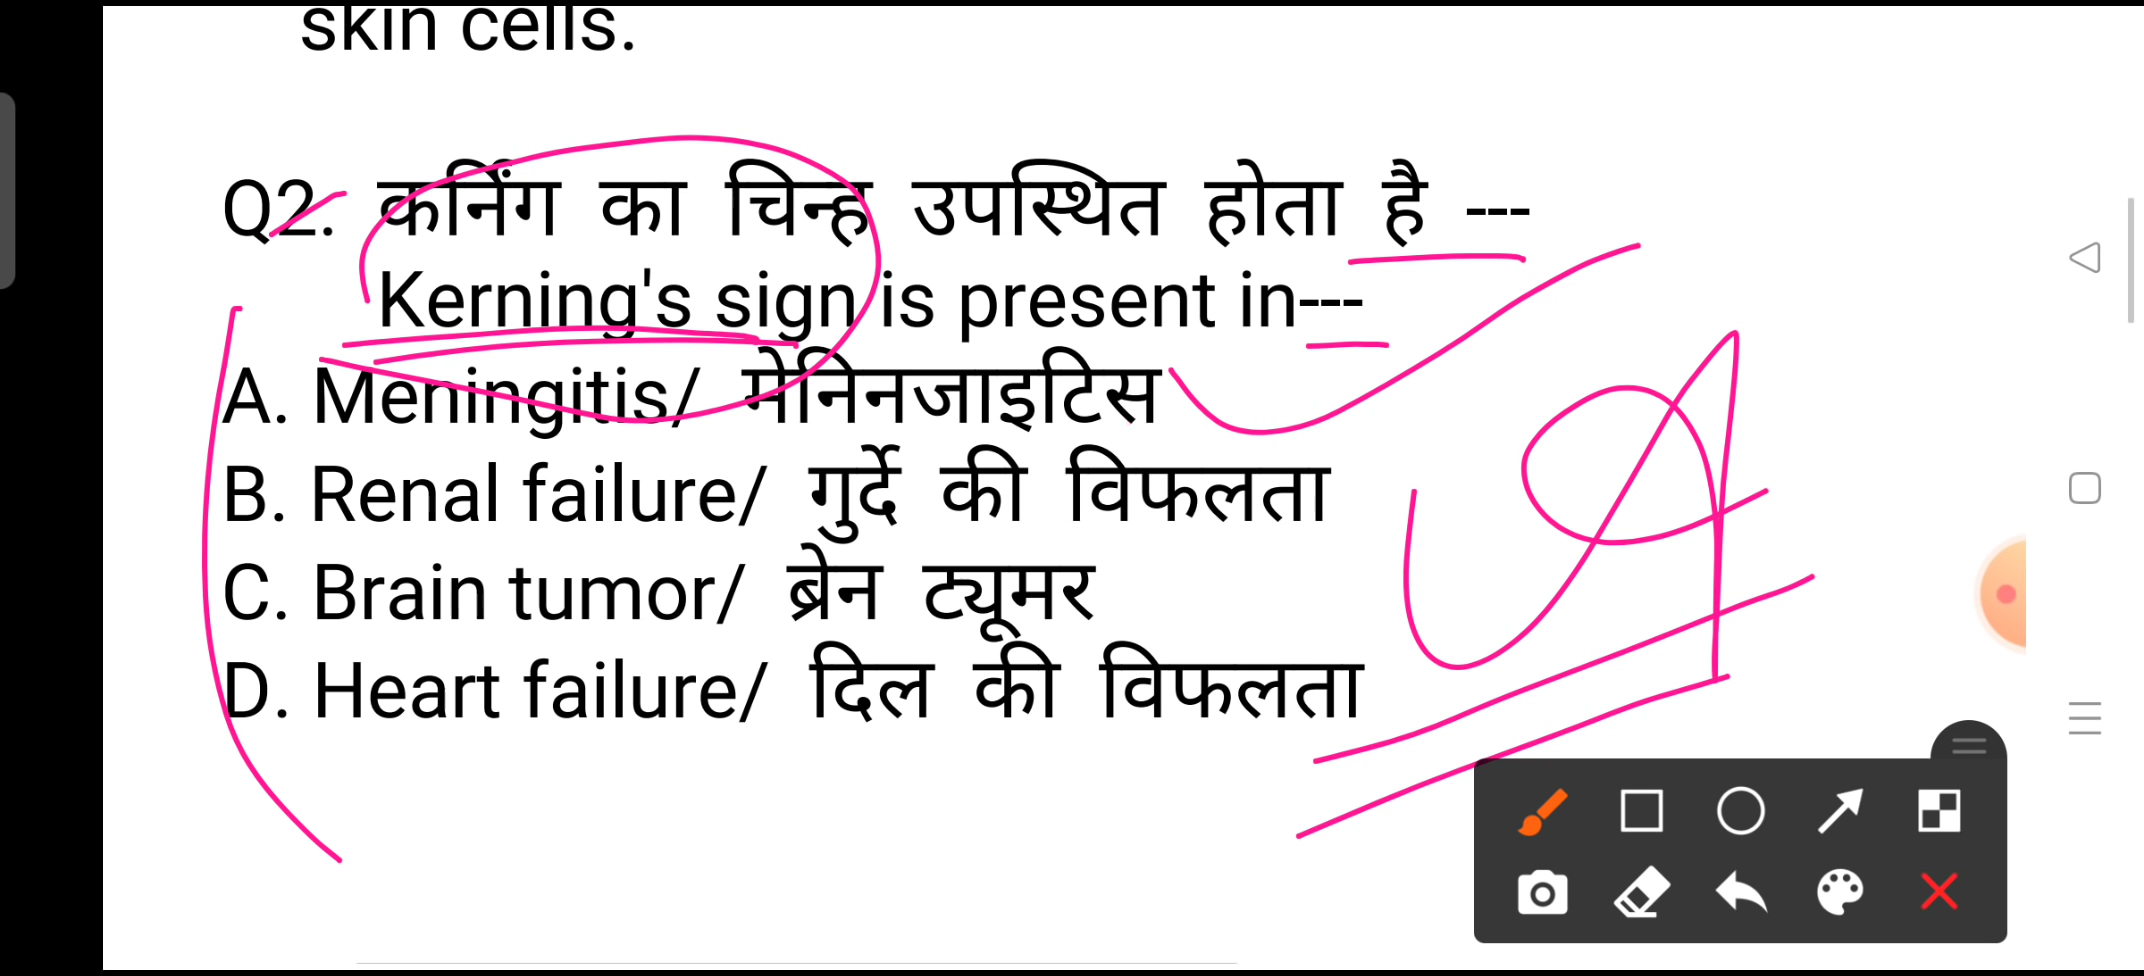 skin cells.
Q2. कर्निंग का चिन्ह उपस्थित होता है ---
Kerning's sign is present in---
A. Meningitis/ मेनिनजाइटिस
B. Renal failure/ गुर्दे की विफलता
C. Brain tumor/ ब्रेन ट्यूमर
D. Heart failure/ दिल की विफलता
A